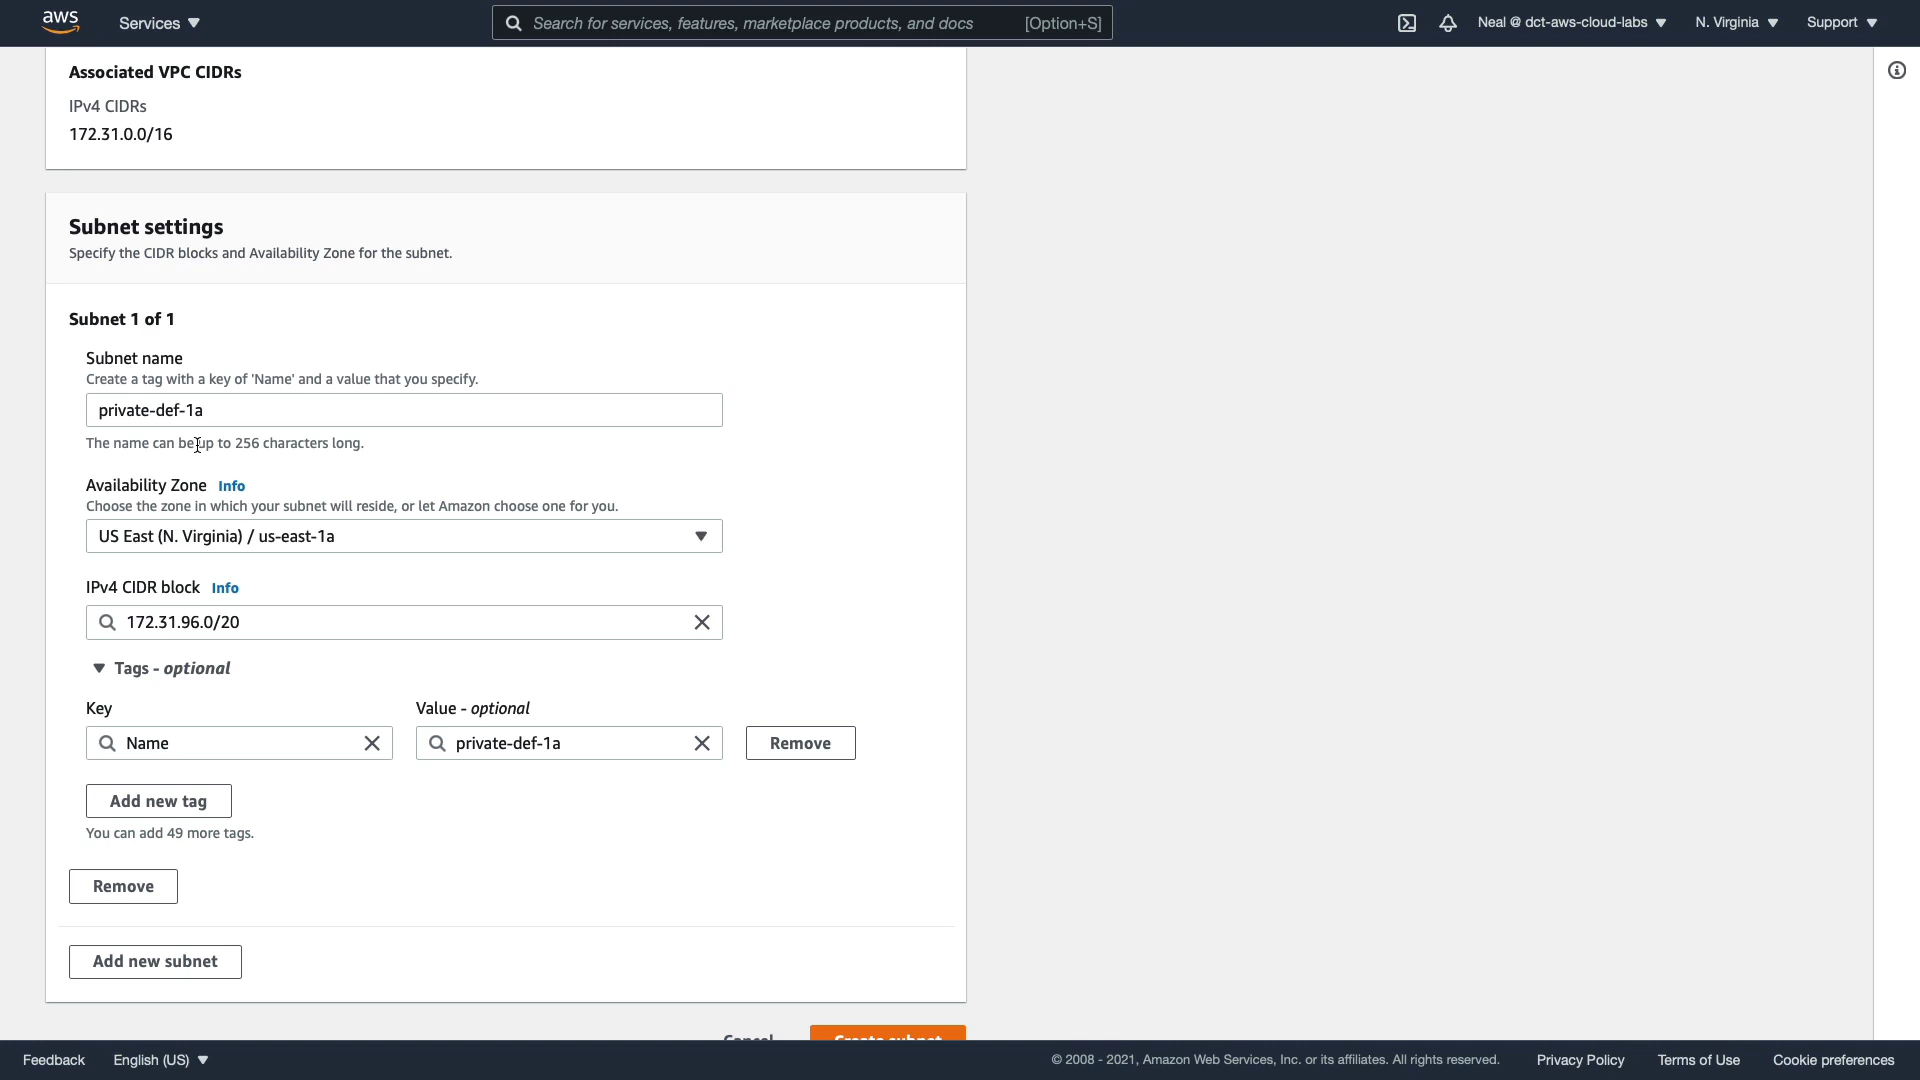 aws
Services
Search for services, features, marketplace products, and docs [Option+S]
Neal @ dct-aws-cloud-labs
N. Virginia
Support
Associated VPC CIDRs
IPv4 CIDRs
172.31.0.0/16
Subnet settings
Specify the CIDR blocks and Availability Zone for the subnet.
Subnet 1 of 1
Subnet name
Create a tag with a key of 'Name' and a value that you specify.
private-def-1a
The name can be up to 256 characters long.
Availability Zone Info
Choose the zone in which your subnet will reside, or let Amazon choose one for you.
US East (N. Virginia) / us-east-1a
IPv4 CIDR block Info
172.31.96.0/20
Tags - optional
Key Value - optional
Name private-def-1a Remove
Add new tag
You can add 49 more tags.
Remove
Add new subnet
Cancel Create subnet
Feedback English (US) © 2008 - 2021, Amazon Web Services, Inc. or its affiliates. All rights reserved. Privacy Policy Terms of Use Cookie preferences